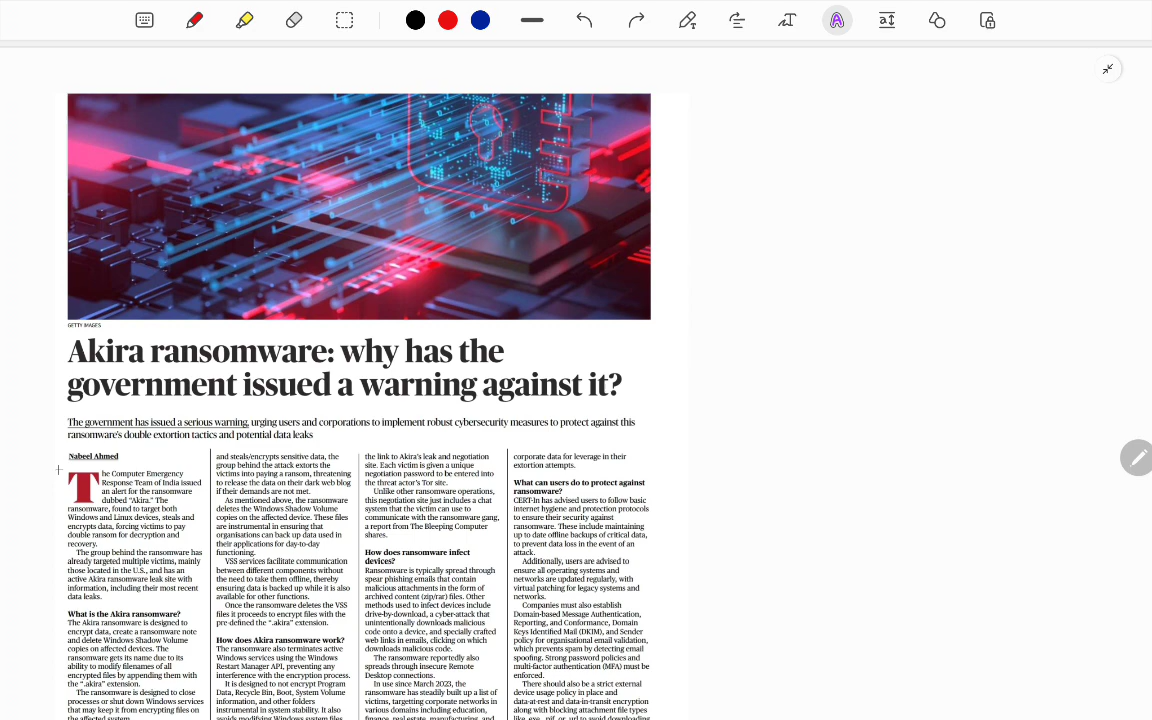 GETTY IMAGES
Akira ransomware: why has the
government issued a warning against it?
The government has issued a serious warning, urging users and corporations to implement robust cybersecurity measures to protect against this
ransomware's double extortion tactics and potential data leaks
Nabeel Ahmed
The Computer Emergency
Response Team of India issued
an alert for the ransomware
dubbed “Akira.” The
ransomware, found to target both
Windows and Linux devices, steals and
encrypts data, forcing victims to pay
double ransom for decryption and
recovery.
The group behind the ransomware has
already targeted multiple victims, mainly
those located in the U.S., and has an
active Akira ransomware leak site with
information, including their most recent
data leaks.
What is the Akira ransomware?
The Akira ransomware is designed to
encrypt data, create a ransomware note
and delete Windows Shadow Volume
copies on affected devices. The
ransomware gets its name due to its
ability to modify filenames of all
encrypted files by appending them with
the “.akira” extension.
The ransomware is designed to close
processes or shut down Windows services
that may keep it from encrypting files on
the affected system.
and steals/encrypts sensitive data, the
group behind the attack extorts the
victims into paying a ransom, threatening
to release the data on their dark web blog
if their demands are not met.
As mentioned above, the ransomware
deletes the Windows Shadow Volume
copies on the affected device. These files
are instrumental in ensuring that
organisations can back up data used in
their applications for day-to-day
functioning.
VSS services facilitate communication
between different components without
the need to take them offline, thereby
ensuring data is backed up while it is also
available for other functions.
Once the ransomware deletes the VSS
files it proceeds to encrypt files with the
pre-defined the “.akira” extension.
How does Akira ransomware work?
The ransomware also terminates active
Windows services using the Windows
Restart Manager API, preventing any
interference with the encryption process.
It is designed to not encrypt Program
Data, Recycle Bin, Boot, System Volume
information, and other folders
instrumental in system stability. It also
avoids modifying Windows system files
the link to Akira's leak and negotiation
site. Each victim is given a unique
negotiation password to be entered into
the threat actor's Tor site.
Unlike other ransomware operations,
this negotiation site just includes a chat
system that the victim can use to
communicate with the ransomware gang,
a report from The Bleeping Computer
shares.
How does ransomware infect
devices?
Ransomware is typically spread through
spear phishing emails that contain
malicious attachments in the form of
archived content (zip/rar) files. Other
methods used to infect devices include
drive-by-download, a cyber-attack that
unintentionally downloads malicious
code onto a device, and specially crafted
web links in emails, clicking on which
downloads malicious code.
The ransomware reportedly also
spreads through insecure Remote
Desktop connections.
In use since March 2023, the
ransomware has steadily built up a list of
victims, targeting corporate networks in
various domains including education,
finance, real estate, manufacturing, and
corporate data for leverage in their
extortion attempts.
What can users do to protect against
ransomware?
CERT-In has advised users to follow basic
internet hygiene and protection protocols
to ensure their security against
ransomware. These include maintaining
up to date offline backups of critical data,
to prevent data loss in the event of an
attack.
Additionally, users are advised to
ensure all operating systems and
networks are updated regularly, with
virtual patching for legacy systems and
networks.
Companies must also establish
Domain-based Message Authentication,
Reporting, and Conformance, Domain
Keys Identified Mail (DKIM), and Sender
policy for organisational email validation,
which prevents spam by detecting email
spoofing. Strong password policies and
multi-factor authentication (MFA) must be
enforced.
There should also be a strict external
device usage policy in place and
data-at-rest and data-in-transit encryption
along with blocking attachment file types
like .exe, .pif, or .url to avoid downloading